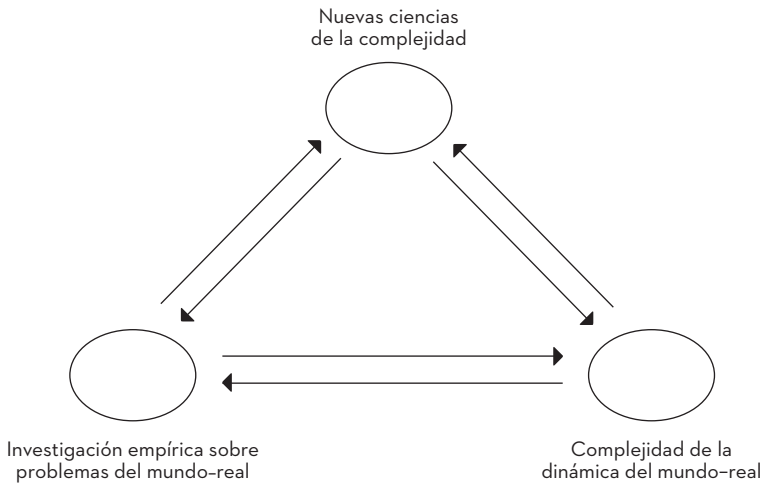 Nuevas ciencias
de la complejidad
Investigación empírica sobre
problemas del mundo-real
Complejidad de la
dinámica del mundo-real